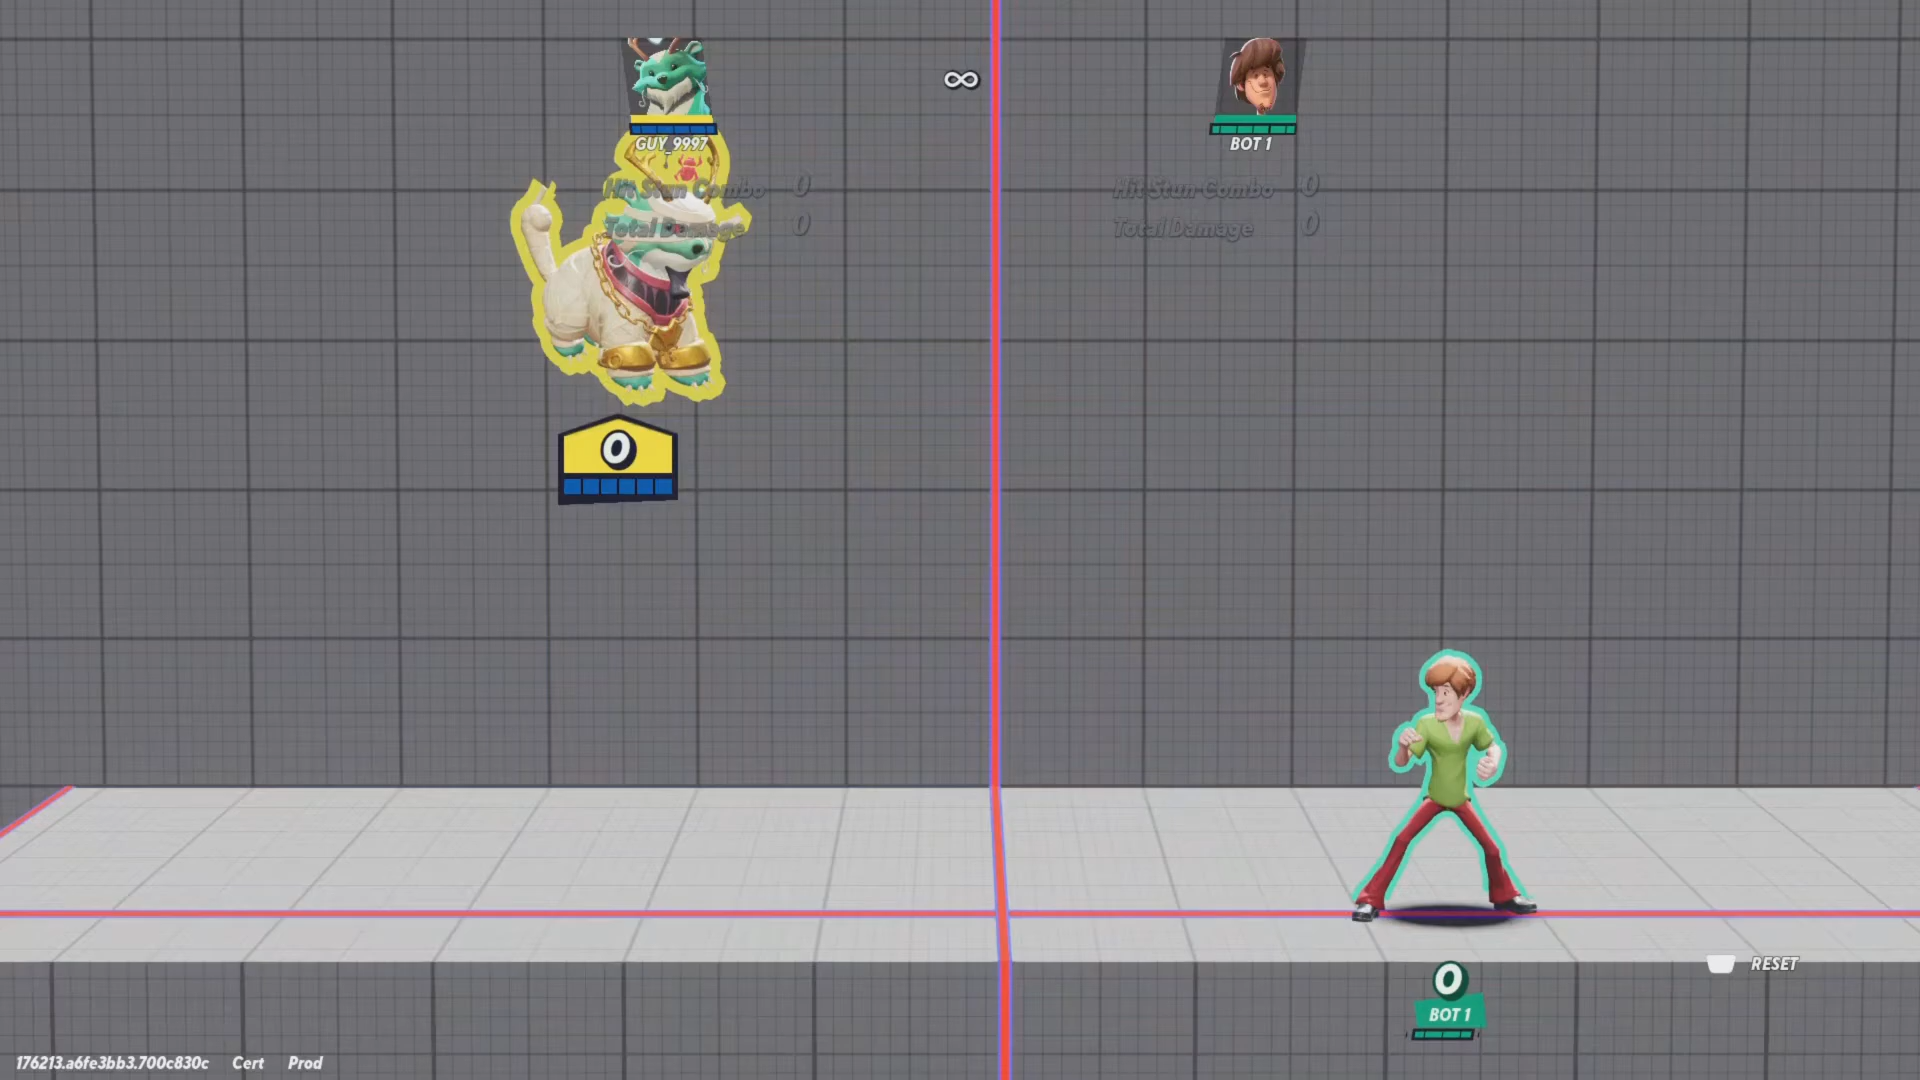 ∞
GUY_9997
BOT 1
Hit Stun Combo 0
Total Damage 0
Hit Stun Combo 0
Total Damage 0
0
RESET
0
BOT 1
176213.a6fe3bb3.700c830c Cert Prod